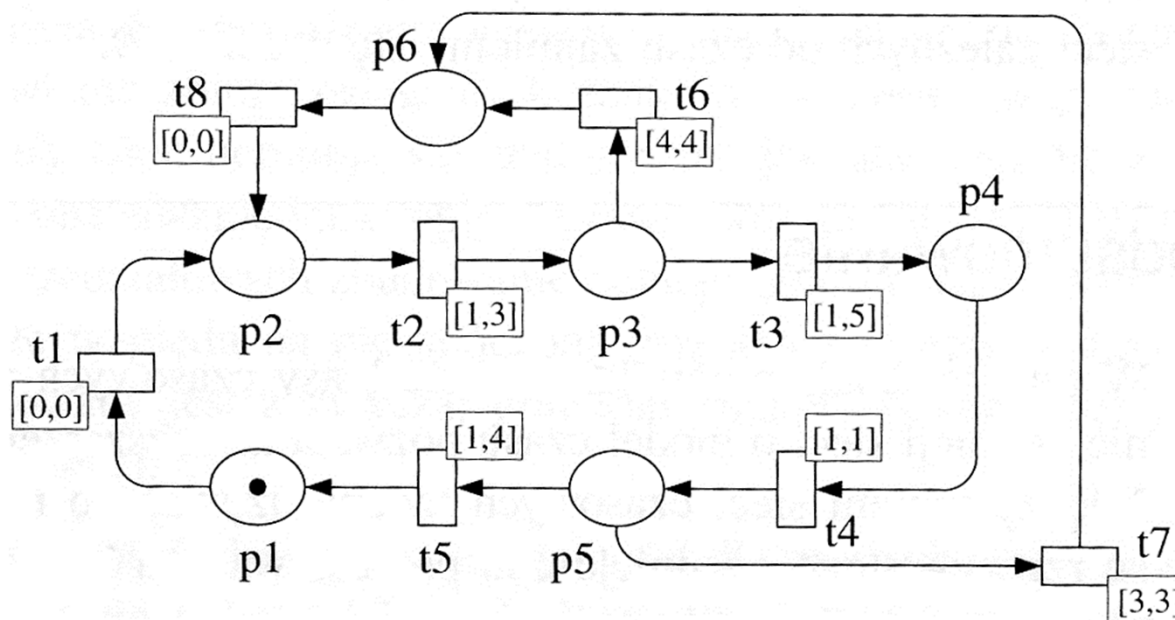 p6
t8
[0,0]
t6
[4,4]
p4
p2
t2
[1,3]
p3
t3
[1,5]
t1
[0,0]
p1
t5
[1,4]
p5
[1,1]
t4
t7
[3,3]